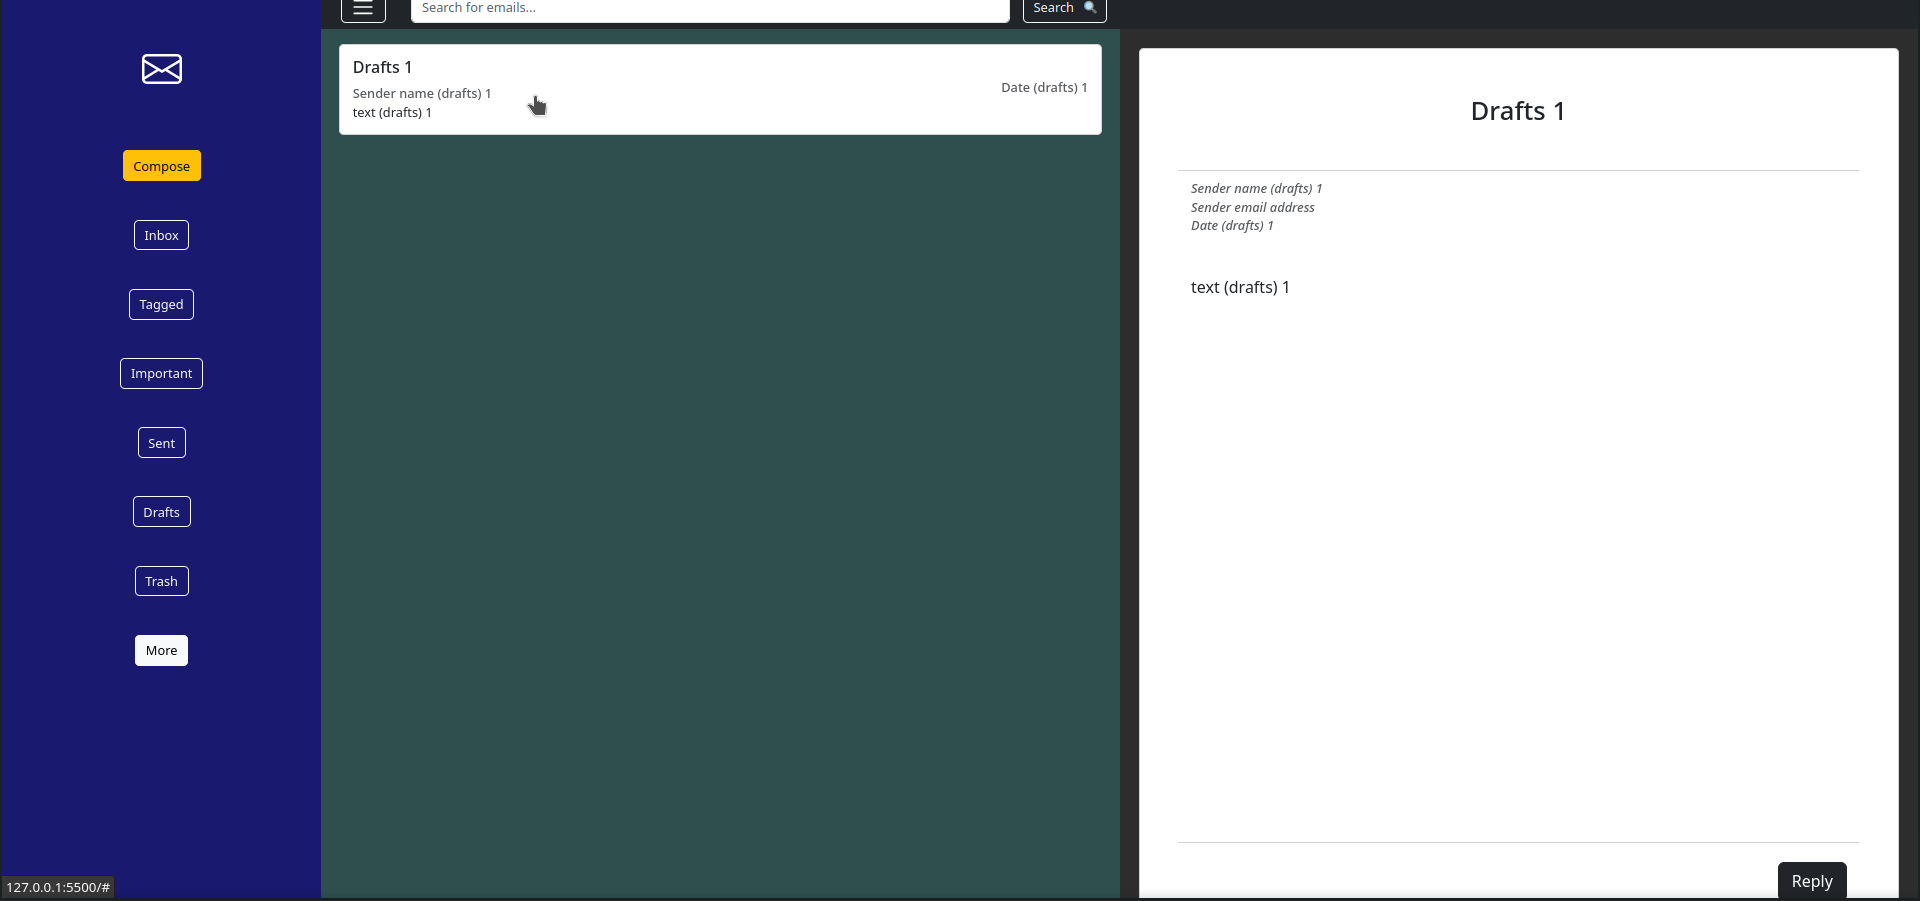 Search for emails...
Search
Compose
Inbox
Tagged
Important
Sent
Drafts
Trash
More
Drafts 1
Sender name (drafts) 1
text (drafts) 1
Date (drafts) 1
Drafts 1
Sender name (drafts) 1
Sender email address
Date (drafts) 1
text (drafts) 1
Reply
127.0.0.1:5500/#